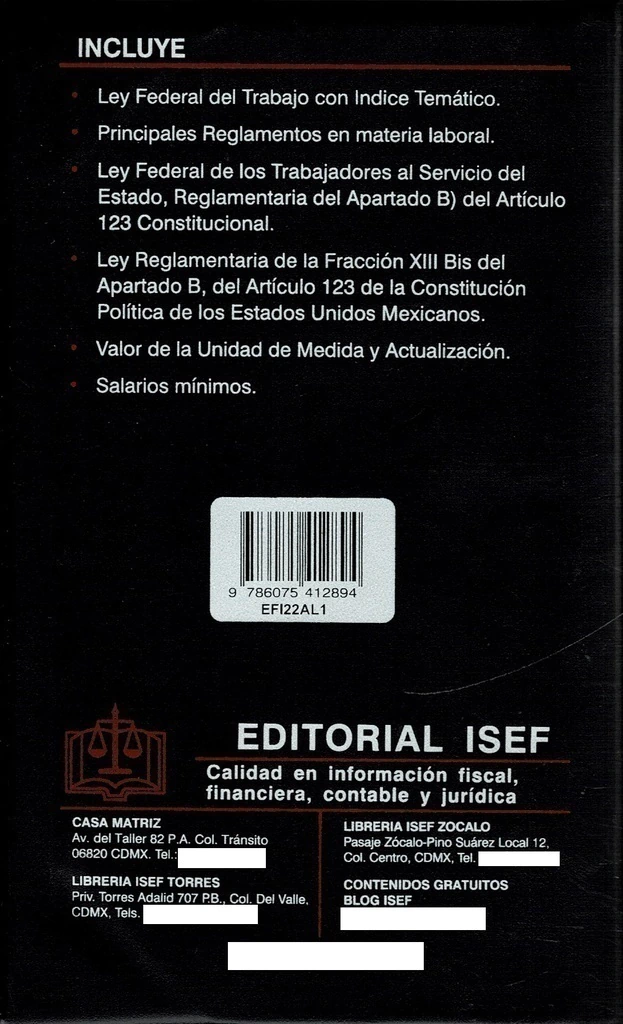 INCLUYE
• Ley Federal del Trabajo con Indice Temático.
• Principales Reglamentos en materia laboral.
• Ley Federal de los Trabajadores al Servicio del
Estado, Reglamentaria del Apartado B) del Artículo
123 Constitucional.
• Ley Reglamentaria de la Fracción XIII Bis del
Apartado B, del Artículo 123 de la Constitución
Política de los Estados Unidos Mexicanos.
• Valor de la Unidad de Medida y Actualización.
• Salarios mínimos.
9 786075 412894
EFI22AL1
EDITORIAL ISEF
Calidad en información fiscal,
financiera, contable y jurídica
CASA MATRIZ
Av. del Taller 82 P.A. Col. Tránsito
06820 CDMX. Tel.:
LIBRERIA ISEF TORRES
Priv. Torres Adalid 707 P.B., Col. Del Valle,
CDMX, Tels.
LIBRERIA ISEF ZOCALO
Pasaje Zócalo-Pino Suárez Local 12,
Col. Centro, CDMX, Tel.
CONTENIDOS GRATUITOS
BLOG ISEF